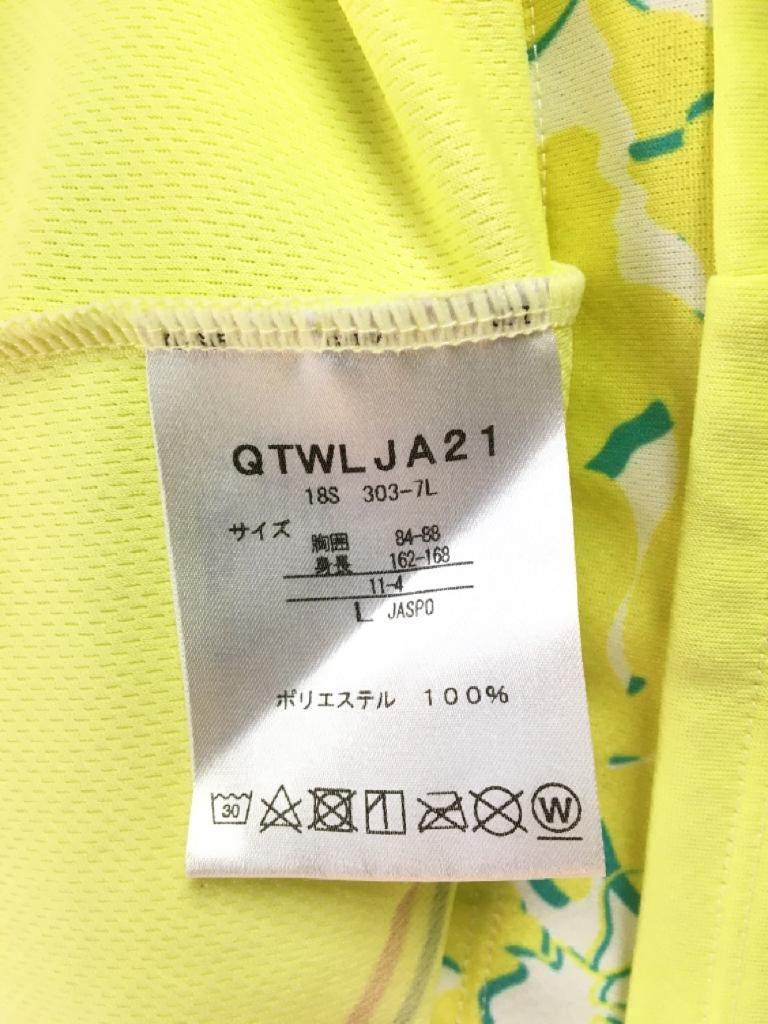 QTWLJA21
18S 303-7L
サイズ 胸囲 84-88
身長 162-168
11-4
L JASPO
ポリエステル 100%
30 W